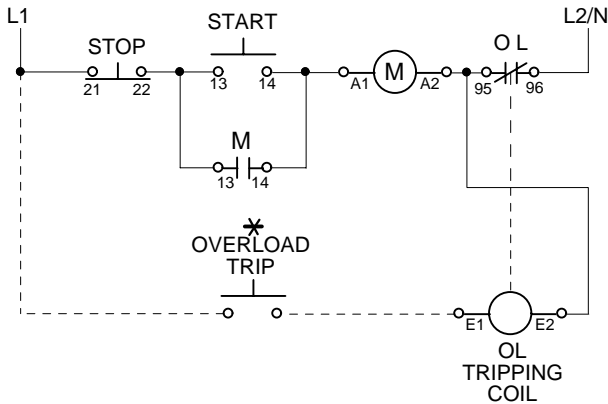 L1
L2/N
START
STOP
O L
21 22
13 14
A1 M A2
95 96
M
13 14
*
OVERLOAD
TRIP
E1 E2
OL
TRIPPING
COIL